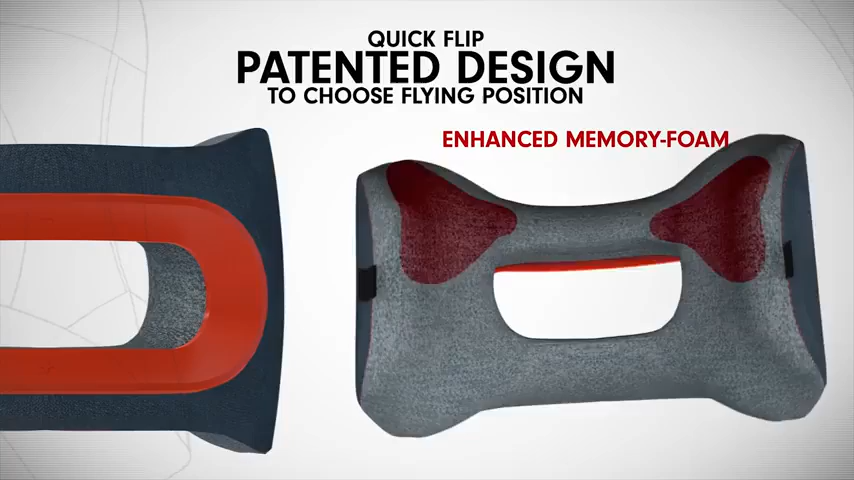 QUICK FLIP
PATENTED DESIGN
TO CHOOSE FLYING POSITION
ENHANCED MEMORY-FOAM